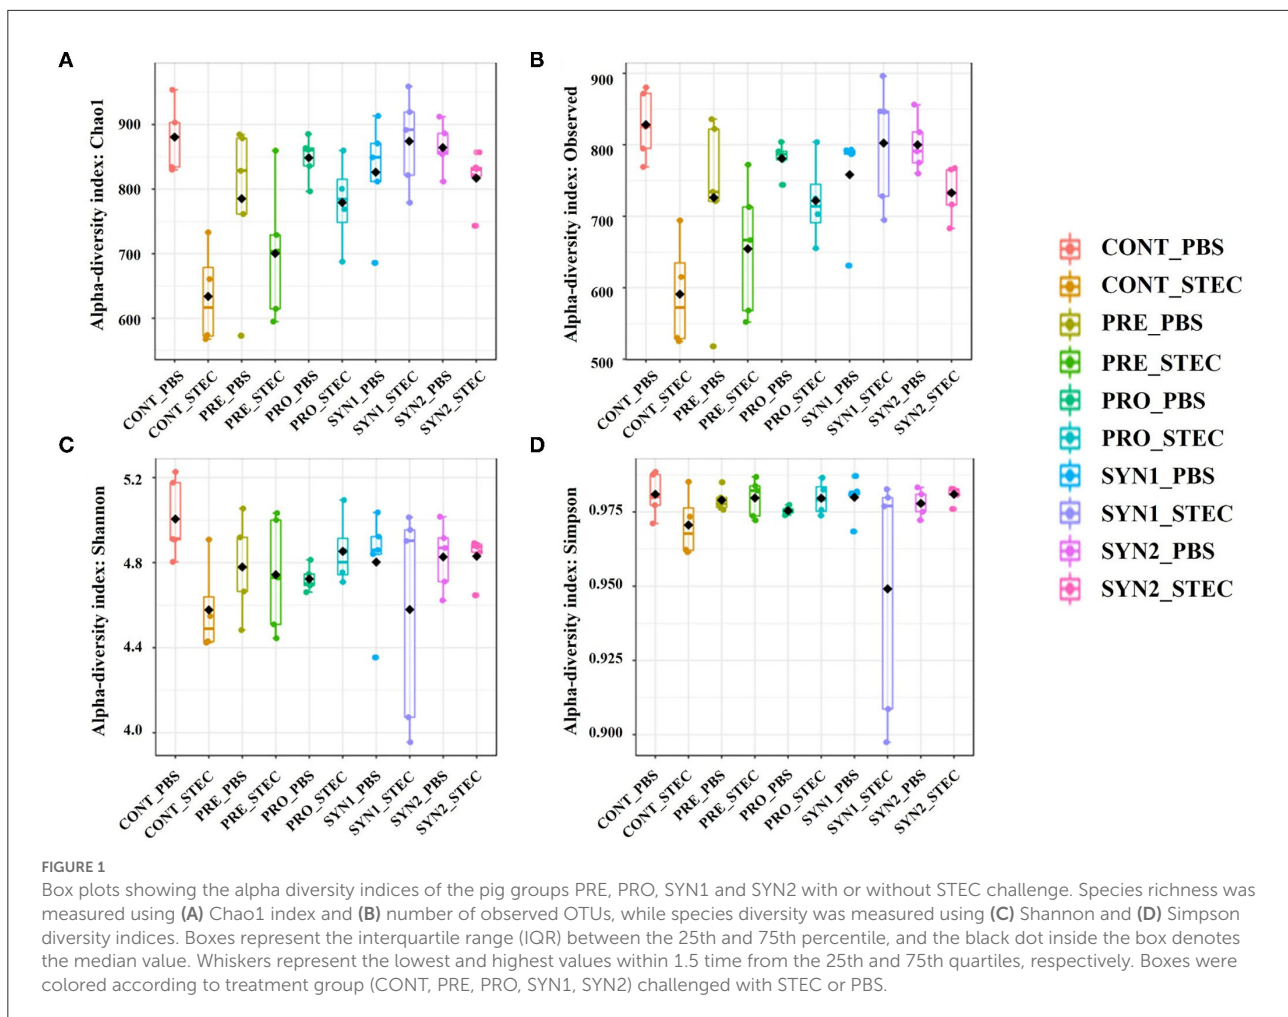 A
Alpha-diversity index: Chao1
900
800
700
600
CONT_PBS
CONT_STEC
PRE_PBS
PRE_STEC
PRO_PBS
PRO_STEC
SYN1_PBS
SYN1_STEC
SYN2_PBS
SYN2_STEC
B
Alpha-diversity index: Observed
900
800
700
600
500
CONT_PBS
CONT_STEC
PRE_PBS
PRE_STEC
PRO_PBS
PRO_STEC
SYN1_PBS
SYN1_STEC
SYN2_PBS
SYN2_STEC
C
Alpha-diversity index: Shannon
5.2
4.8
4.4
4.0
CONT_PBS
CONT_STEC
PRE_PBS
PRE_STEC
PRO_PBS
PRO_STEC
SYN1_PBS
SYN1_STEC
SYN2_PBS
SYN2_STEC
D
Alpha-diversity index: Simpson
0.975
0.950
0.925
0.900
CONT_PBS
CONT_STEC
PRE_PBS
PRE_STEC
PRO_PBS
PRO_STEC
SYN1_PBS
SYN1_STEC
SYN2_PBS
SYN2_STEC
CONT_PBS
CONT_STEC
PRE_PBS
PRE_STEC
PRO_PBS
PRO_STEC
SYN1_PBS
SYN1_STEC
SYN2_PBS
SYN2_STEC
FIGURE 1
Box plots showing the alpha diversity indices of the pig groups PRE, PRO, SYN1 and SYN2 with or without STEC challenge. Species richness was
measured using (A) Chao1 index and (B) number of observed OTUs, while species diversity was measured using (C) Shannon and (D) Simpson
diversity indices. Boxes represent the interquartile range (IQR) between the 25th and 75th percentile, and the black dot inside the box denotes
the median value. Whiskers represent the lowest and highest values within 1.5 time from the 25th and 75th quartiles, respectively. Boxes were
colored according to treatment group (CONT, PRE, PRO, SYN1, SYN2) challenged with STEC or PBS.